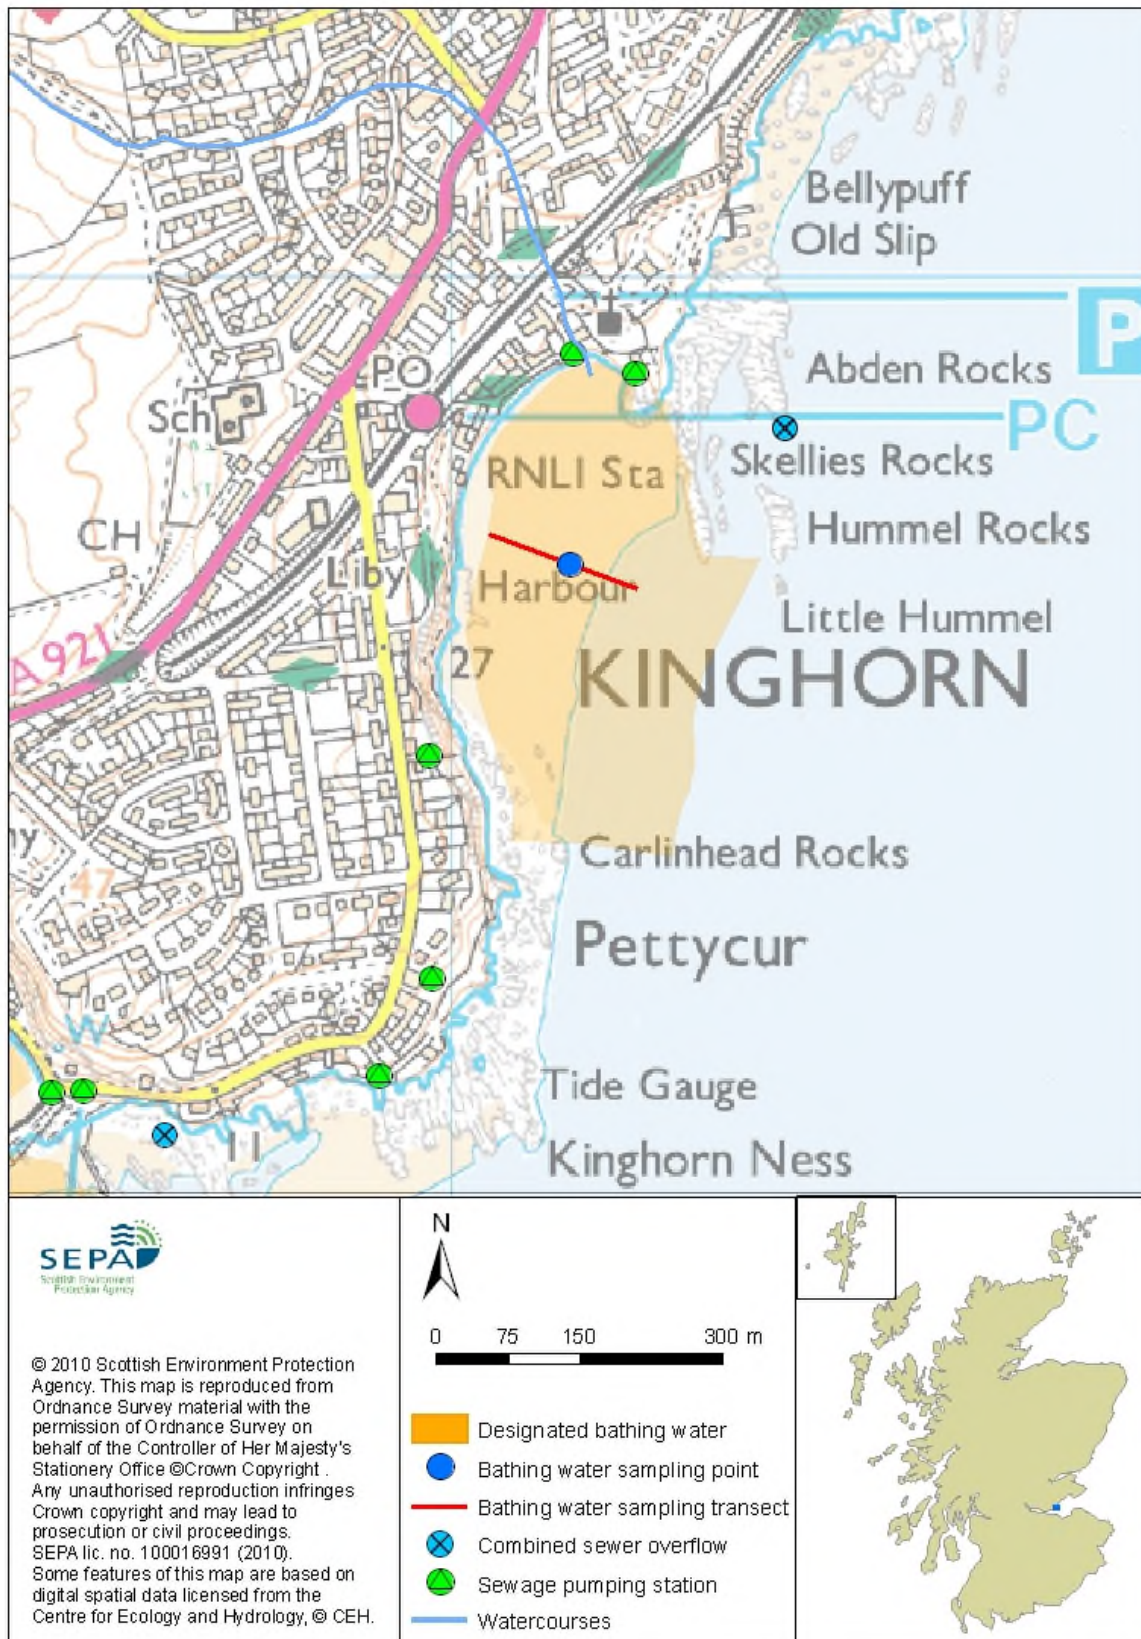 Bellypuff
Old Slip
P
PO
Abden Rocks
Sch
PC
RNLI Sta
Skellies Rocks
CH
Hummel Rocks
Liby
Harbour
Little Hummel
A 921
27
KINGHORN
Carlinhead Rocks
47
Pettycur
W
Tide Gauge
11
Kinghorn Ness
SEPA
Scottish Environment
Protection Agency
© 2010 Scottish Environment Protection
Agency. This map is reproduced from
Ordnance Survey material with the
permission of Ordnance Survey on
behalf of the Controller of Her Majesty's
Stationery Office ©Crown Copyright .
Any unauthorised reproduction infringes
Crown copyright and may lead to
prosecution or civil proceedings.
SEPA lic. no. 100016991 (2010).
Some features of this map are based on
digital spatial data licensed from the
Centre for Ecology and Hydrology, © CEH.
N
0 75 150 300 m
Designated bathing water
Bathing water sampling point
Bathing water sampling transect
Combined sewer overflow
Sewage pumping station
Watercourses